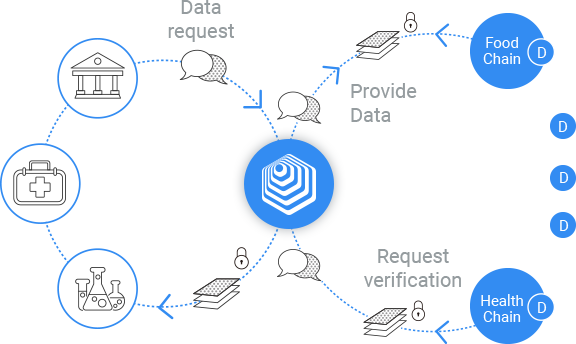 Data
request
Food
Chain
D
Provide
Data
D
D
D
Request
verification
Health
Chain
D